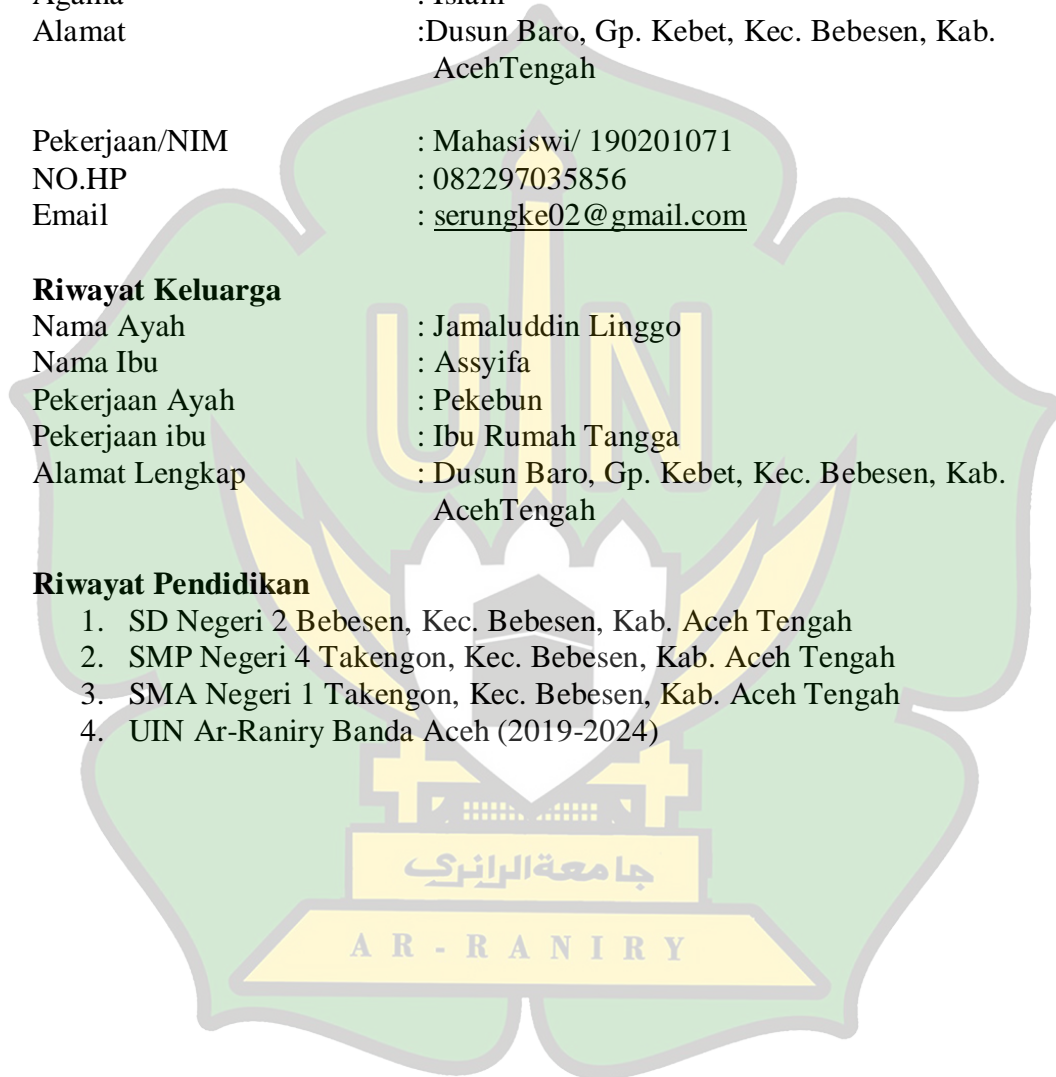 Agama : Islam
Alamat :Dusun Baro, Gp. Kebet, Kec. Bebesen, Kab.
AcehTengah
Pekerjaan/NIM : Mahasiswi/ 190201071
NO.HP : 082297035856
Email : serungke02@gmail.com
Riwayat Keluarga
Nama Ayah : Jamaluddin Linggo
Nama Ibu : Assyifa
Pekerjaan Ayah : Pekebun
Pekerjaan ibu : Ibu Rumah Tangga
Alamat Lengkap : Dusun Baro, Gp. Kebet, Kec. Bebesen, Kab.
AcehTengah
Riwayat Pendidikan
1. SD Negeri 2 Bebesen, Kec. Bebesen, Kab. Aceh Tengah
2. SMP Negeri 4 Takengon, Kec. Bebesen, Kab. Aceh Tengah
3. SMA Negeri 1 Takengon, Kec. Bebesen, Kab. Aceh Tengah
4. UIN Ar-Raniry Banda Aceh (2019-2024)
UIN
جامعةالرانري
AR-RANIRY